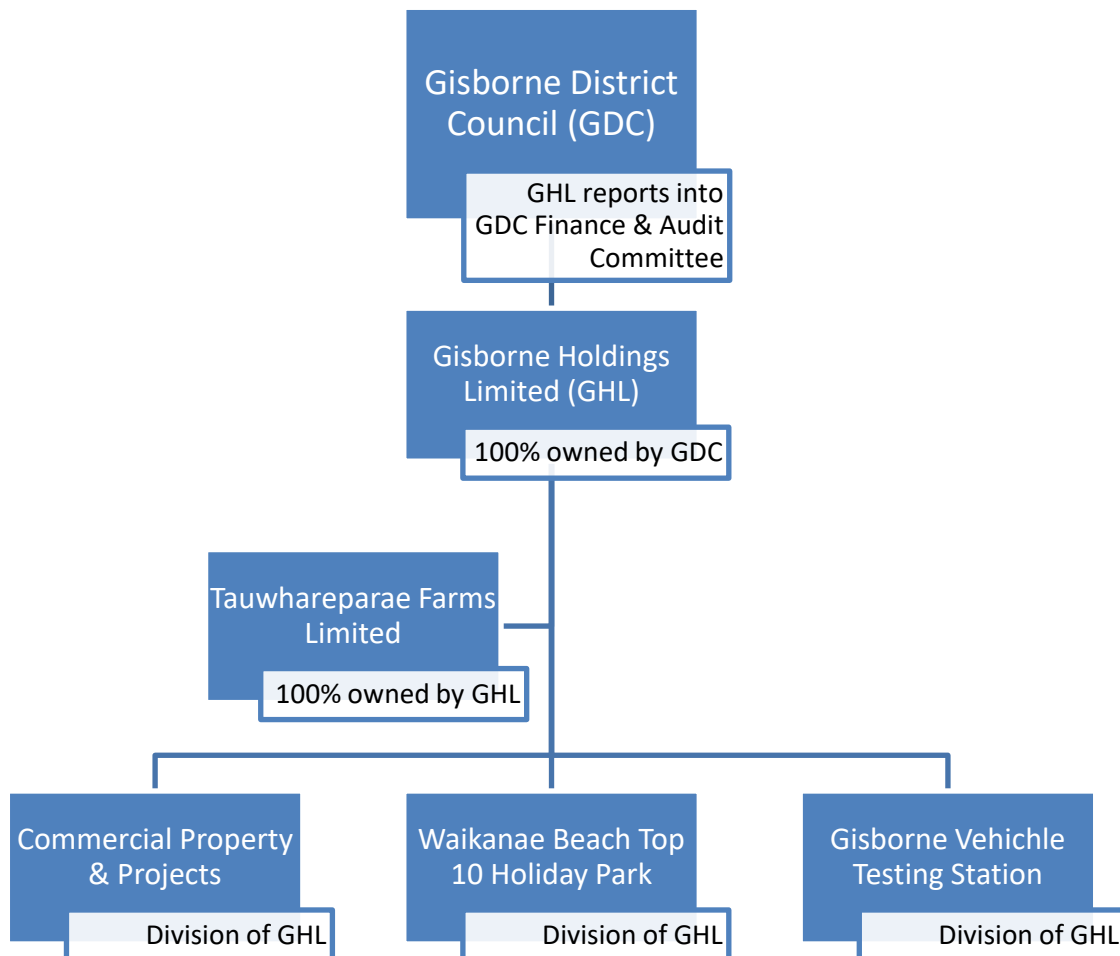 Gisborne District
Council (GDC)
GHL reports into
GDC Finance & Audit
Committee
Gisborne Holdings
Limited (GHL)
100% owned by GDC
Tauwhareparae Farms
Limited
100% owned by GHL
Commercial Property
& Projects
Division of GHL
Waikanae Beach Top
10 Holiday Park
Division of GHL
Gisborne Vehichle
Testing Station
Division of GHL